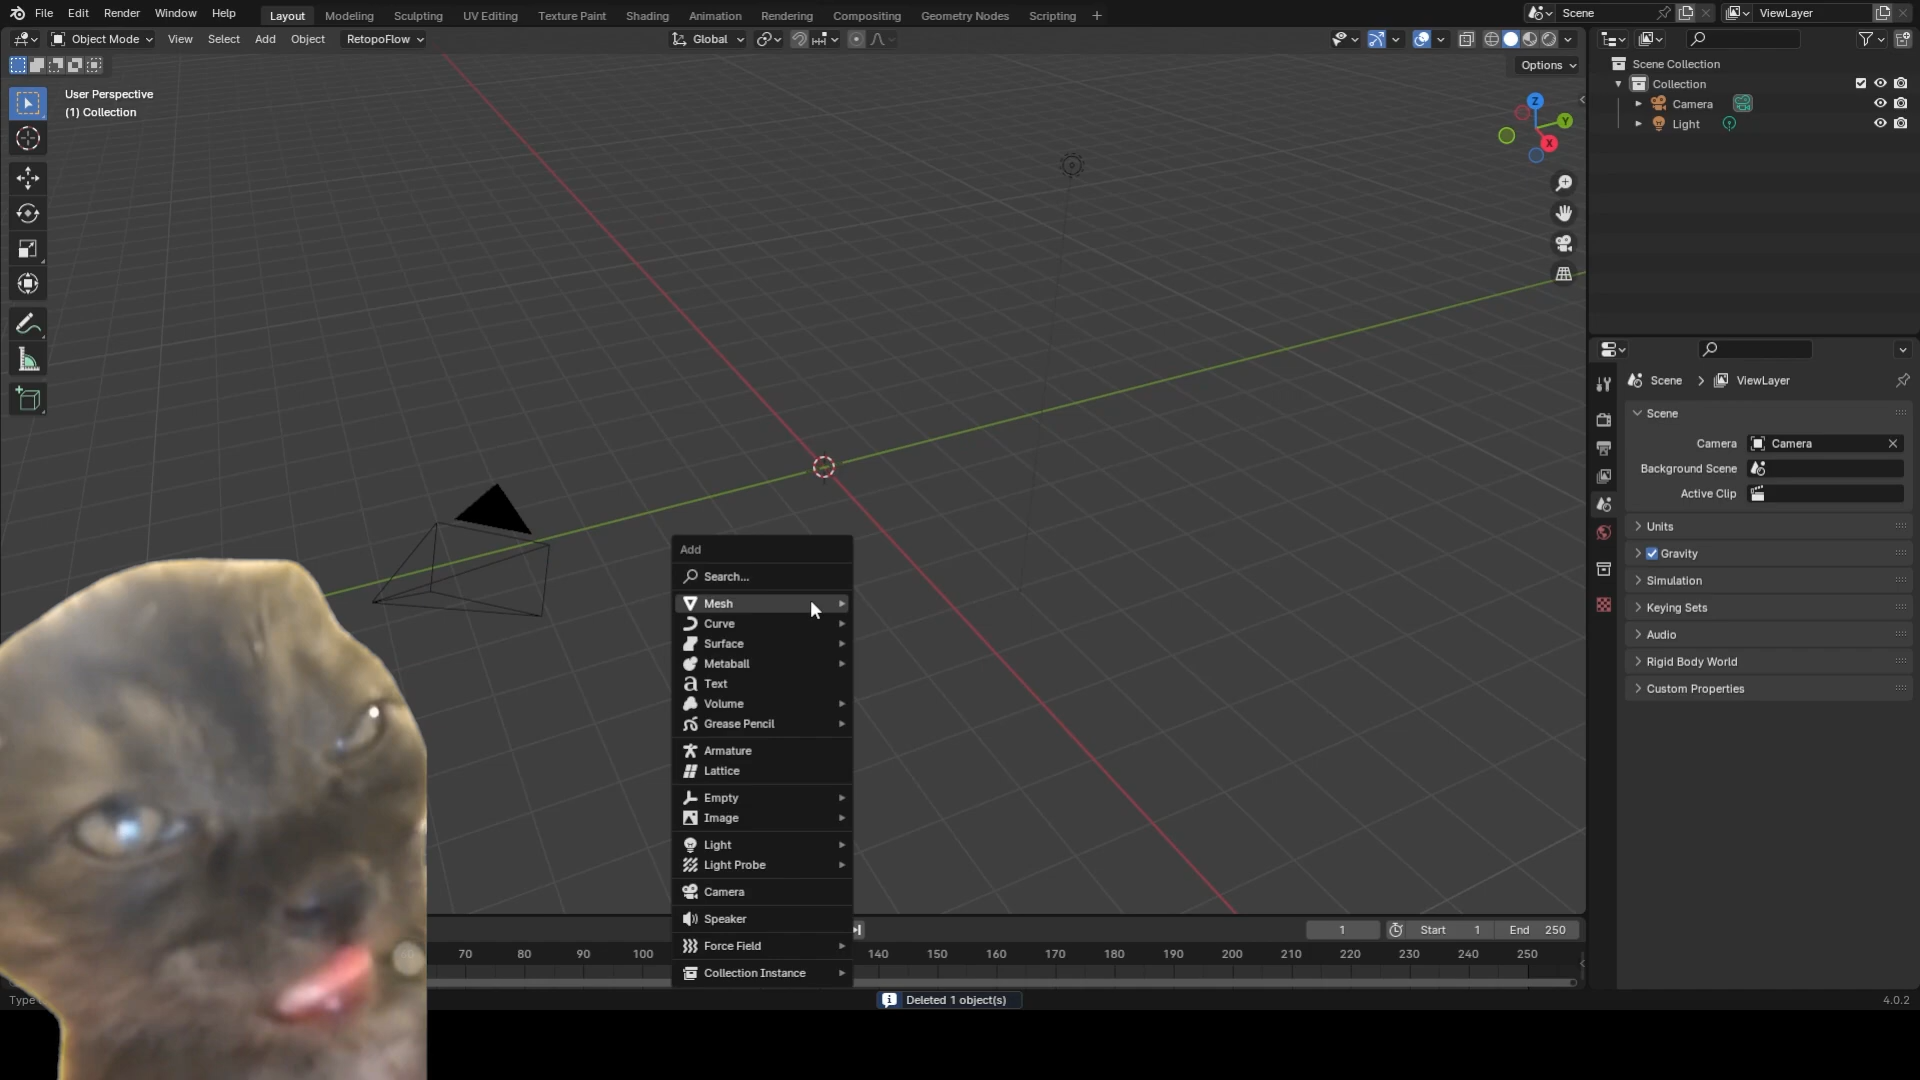 File Edit Render Window Help
Layout Modeling Sculpting UV Editing Texture Paint Shading Animation Rendering Compositing Geometry Nodes Scripting +
Scene
ViewLayer
Object Mode View Select Add Object RetopoFlow
Global
Options
User Perspective
(1) Collection
Z
Y
X
Scene Collection
Collection
Camera
Light
Scene > ViewLayer
Scene
Camera Camera
Background Scene
Active Clip
Units
Gravity
Simulation
Keying Sets
Audio
Rigid Body World
Custom Properties
Add
Search...
Mesh
Curve
Surface
Metaball
Text
Volume
Grease Pencil
Armature
Lattice
Empty
Image
Light
Light Probe
Camera
Speaker
Force Field
Collection Instance
1 Start 1 End 250
70 80 90 100 140 150 160 170 180 190 200 210 220 230 240 250
Type
Deleted 1 object(s)
4.0.2